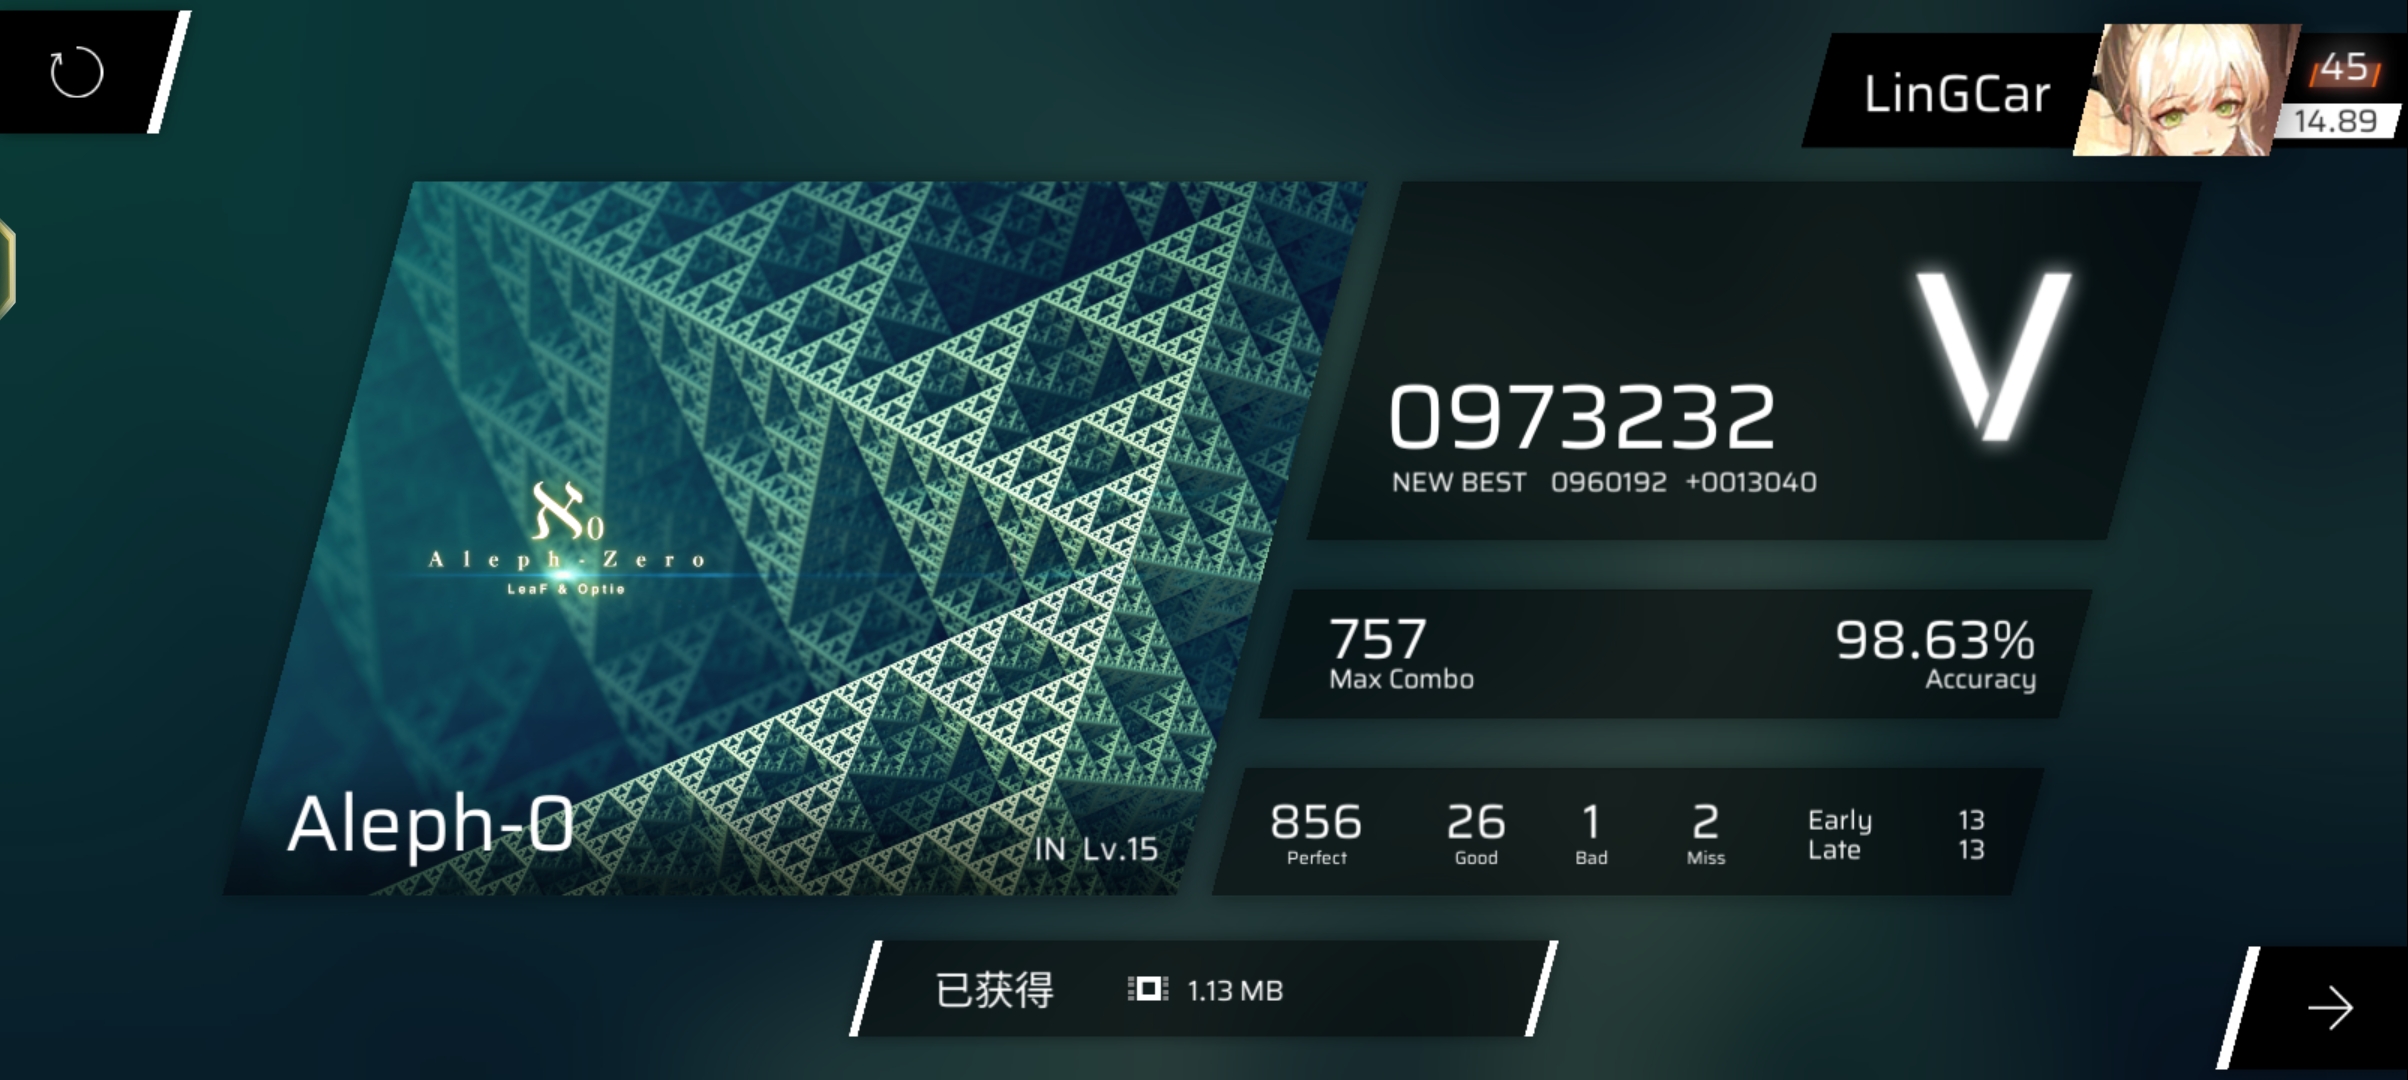 LinGCar
45
14.89
ℵ0
Aleph-Zero
LeaF & Optie
Aleph-0
IN Lv.15
0973232
V
NEW BEST 0960192 +0013040
757
Max Combo
98.63%
Accuracy
856
Perfect
26
Good
1
Bad
2
Miss
Early 13
Late 13
已获得 1.13 MB